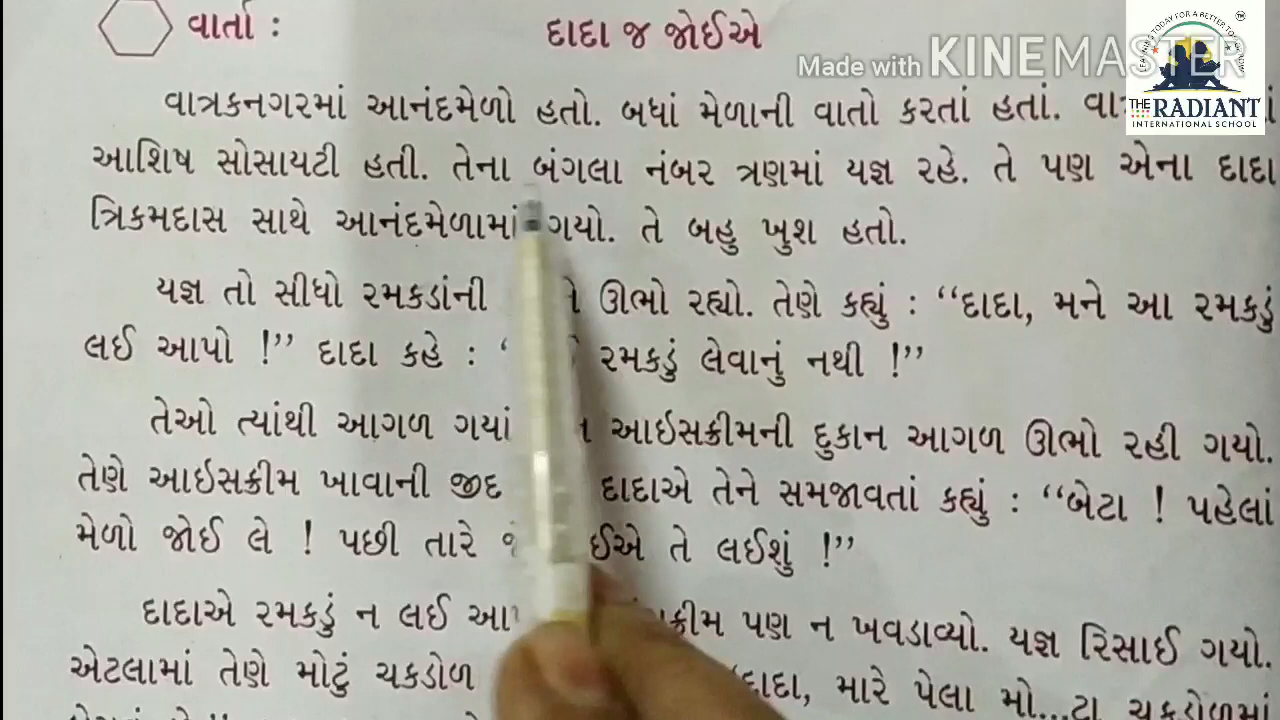 વાર્તા : દાદા જ જોઈએ
Made with KINEMASTER
THE RADIANT
INTERNATIONAL SCHOOL
વાત્રકનગરમાં આનંદમેળો હતો. બધાં મેળાની વાતો કરતાં હતાં.
આશિષ સોસાયટી હતી. તેના બંગલા નંબર ત્રણમાં યજ્ઞ રહે. તે પણ એના દાદા
ત્રિકમદાસ સાથે આનંદમેળામાં ગયો. તે બહુ ખુશ હતો.
યજ્ઞ તો સીધો રમકડાંની ઊભો રહ્યો. તેણે કહ્યું : “દાદા, મને આ રમકડું
લઈ આપો !” દાદા કહે : ‘ રમકડું લેવાનું નથી !”
તેઓ ત્યાંથી આગળ ગયાં આઇસક્રીમની દુકાન આગળ ઊભો રહી ગયો.
તેણે આઇસક્રીમ ખાવાની જીદ દાદાએ તેને સમજાવતાં કહ્યું : “બેટા ! પહેલાં
મેળો જોઈ લે ! પછી તારે તે લઈશું !”
દાદાએ રમકડું ન લઈ પણ ન ખવડાવ્યો. યજ્ઞ રિસાઈ ગયો.
એટલામાં તેણે મોટું ચકડોળ “દાદા, મારે પેલા મો...ટા ચકડોળમાં